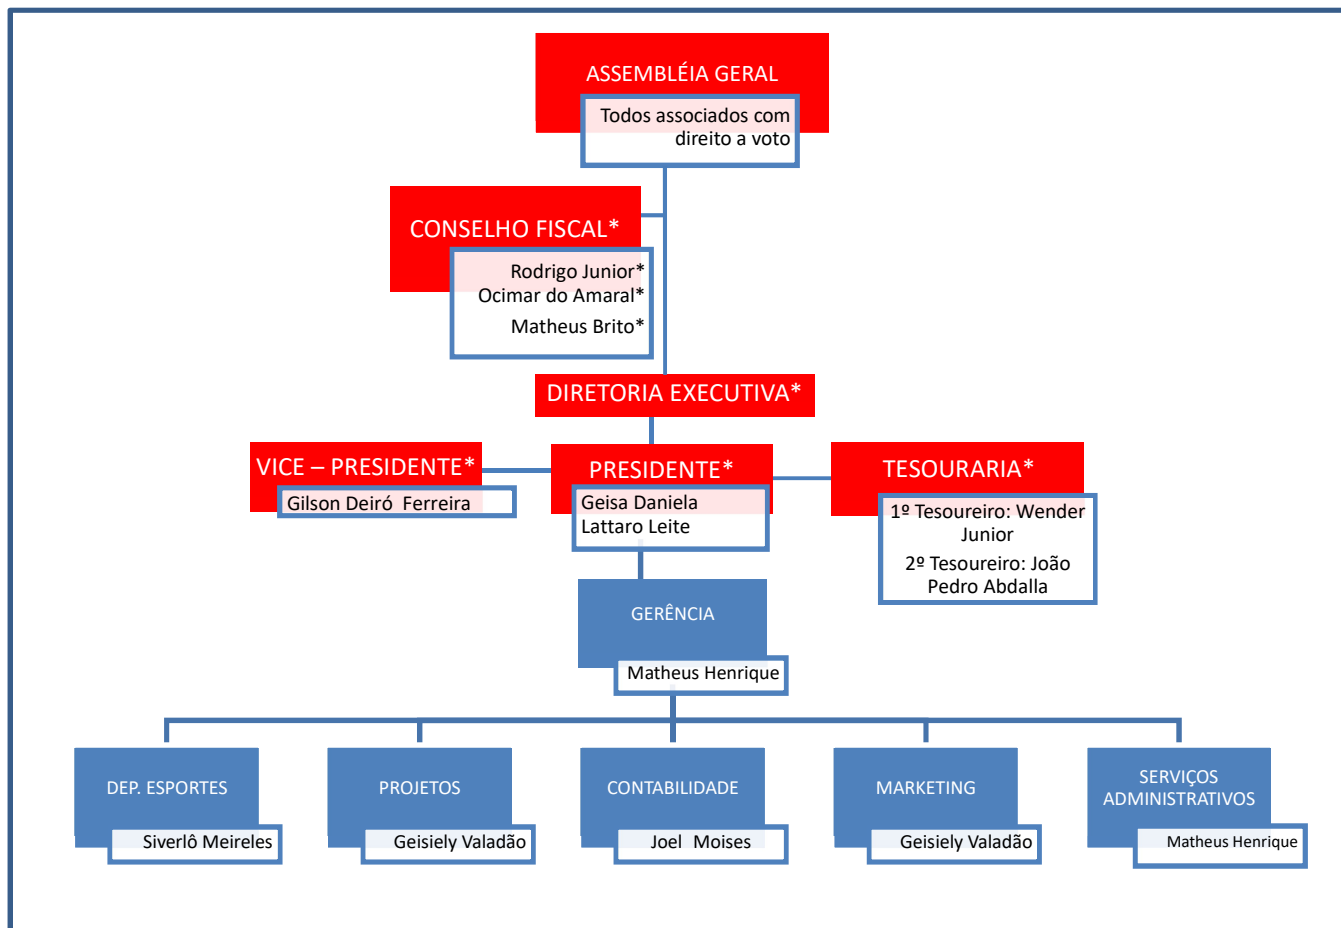 ASSEMBLÉIA GERAL
Todos associados com
direito a voto
CONSELHO FISCAL*
Rodrigo Junior*
Ocimar do Amaral*
Matheus Brito*
DIRETORIA EXECUTIVA*
VICE – PRESIDENTE*
Gilson Deiró  Ferreira
PRESIDENTE*
Geisa Daniela
Lattaro Leite
TESOURARIA*
1º Tesoureiro: Wender
Junior
2º Tesoureiro: João
Pedro Abdalla
GERÊNCIA
Matheus Henrique
DEP. ESPORTES
Siverlô Meireles
PROJETOS
Geisiely Valadão
CONTABILIDADE
Joel  Moises
MARKETING
Geisiely Valadão
SERVIÇOS
ADMINISTRATIVOS
Matheus Henrique